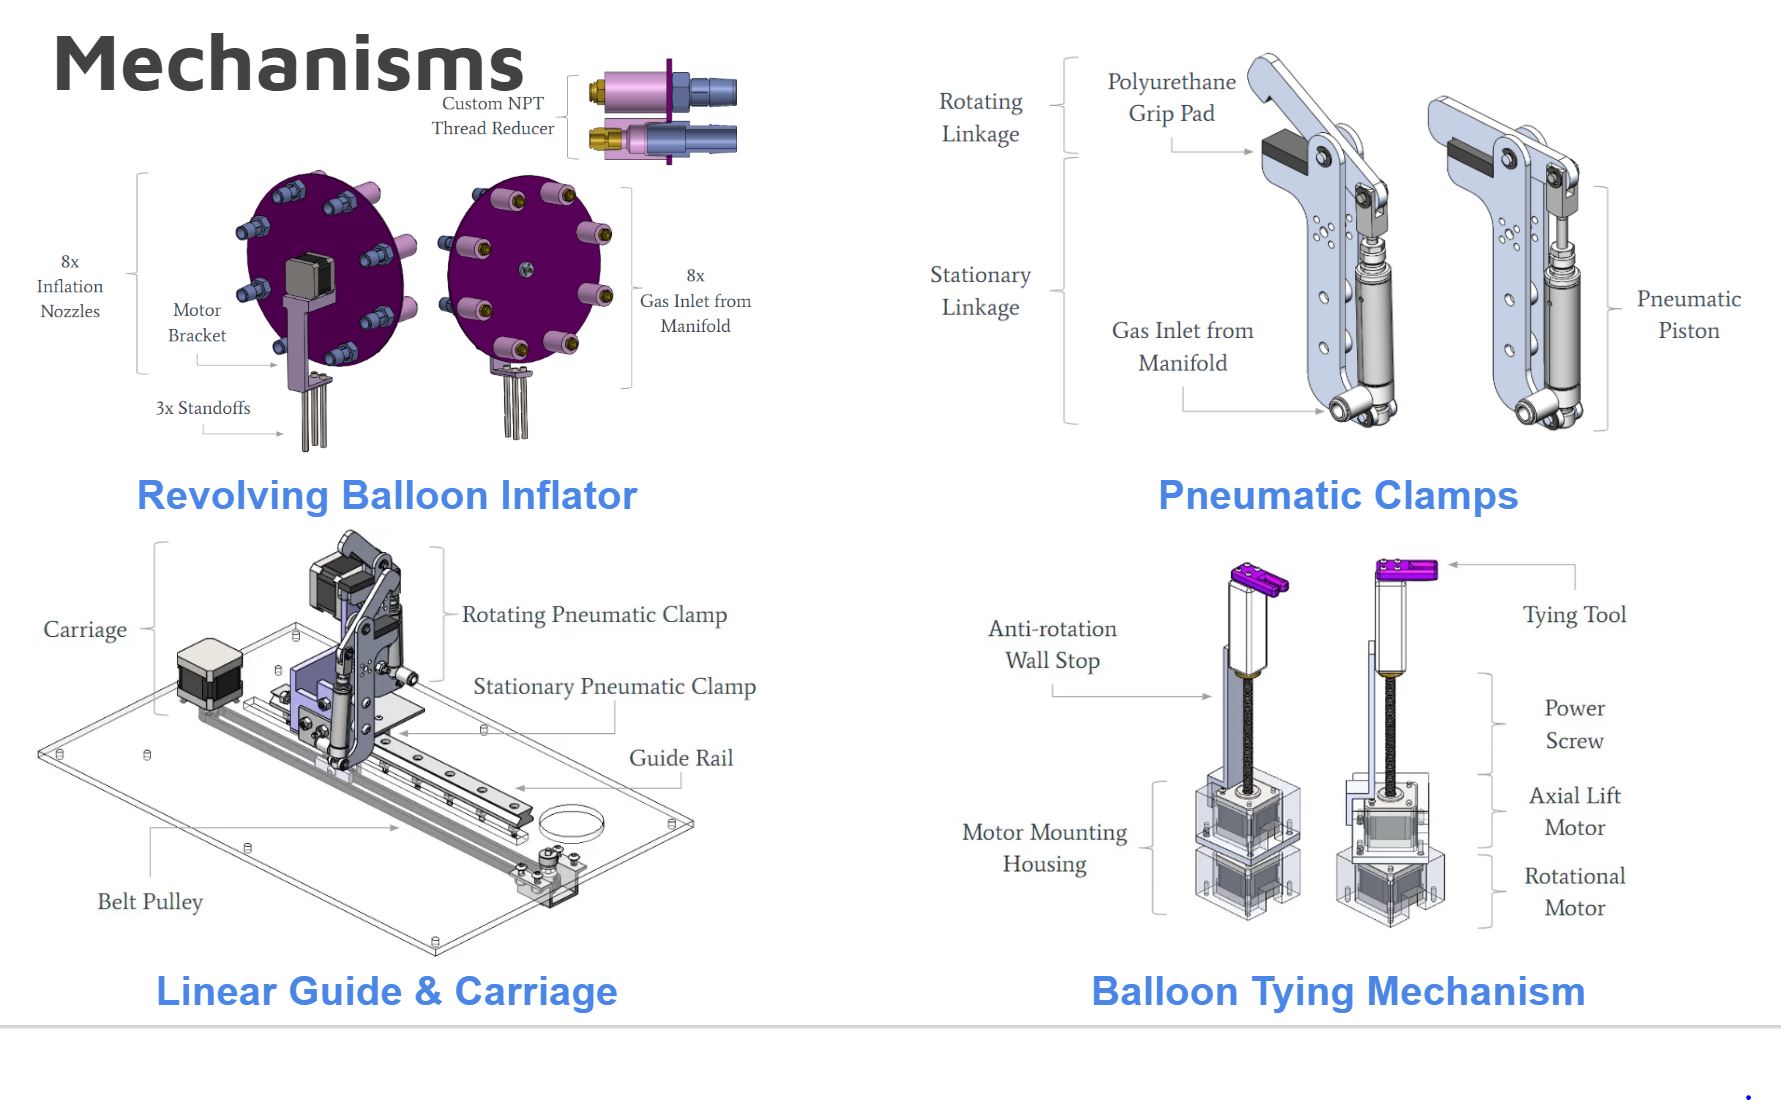 Mechanisms
Custom NPT
Thread Reducer
8x
Inflation
Nozzles
Motor
Bracket
3x Standoffs
8x
Gas Inlet from
Manifold
Revolving Balloon Inflator
Rotating
Linkage
Polyurethane
Grip Pad
Stationary
Linkage
Gas Inlet from
Manifold
Pneumatic
Piston
Pneumatic Clamps
Carriage
Rotating Pneumatic Clamp
Stationary Pneumatic Clamp
Guide Rail
Belt Pulley
Linear Guide & Carriage
Anti-rotation
Wall Stop
Tying Tool
Power
Screw
Axial Lift
Motor
Motor Mounting
Housing
Rotational
Motor
Balloon Tying Mechanism